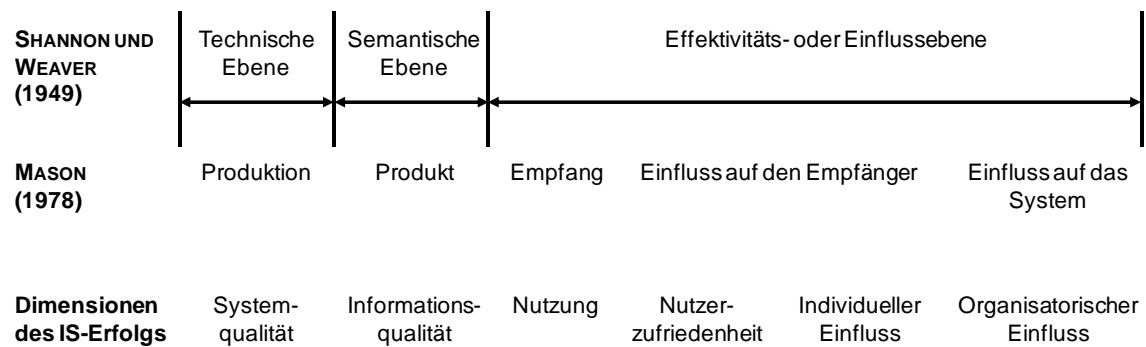 SHANNON UND WEAVER (1949)
Technische Ebene
Semantische Ebene
Effektivitäts- oder Einflussebene
MASON (1978)
Produktion
Produkt
Empfang
Einfluss auf den Empfänger
Einfluss auf das System
Dimensionen des IS-Erfolgs
System-
qualität
Informations-
qualität
Nutzung
Nutzer-
zufriedenheit
Individueller
Einfluss
Organisatorischer
Einfluss